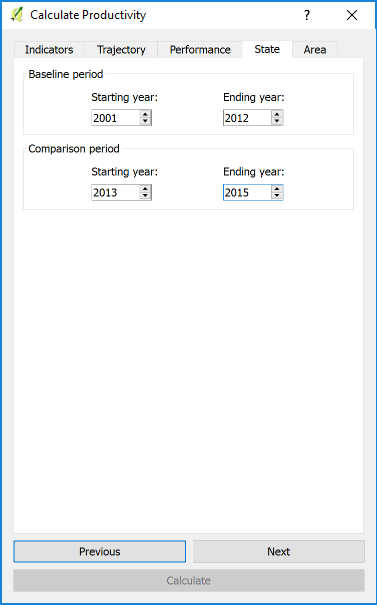 Calculate Productivity ?
Indicators Trajectory Performance State Area
Baseline period
Starting year: Ending year:
2001 2012
Comparison period
Starting year: Ending year:
2013 2015
Previous Next
Calculate